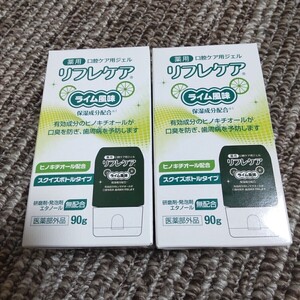 薬用 口腔ケア用ジェル
リフレケア®
ライム風味
保湿成分配合
有効成分のヒノキチオールが
口臭を防ぎ、歯周病を予防します
ヒノキチオール配合
スクイズボトルタイプ
研磨剤・発泡剤
エタノール 無配合
医薬部外品 90g
薬用 口腔ケア用ジェル
リフレケア®
ライム風味
保湿成分配合
有効成分のヒノキチオールが
口臭を防ぎ、歯周病を予防します
ヒノキチオール配合
スクイズボトルタイプ
研磨剤・発泡剤
エタノール 無配合
医薬部外品 90g